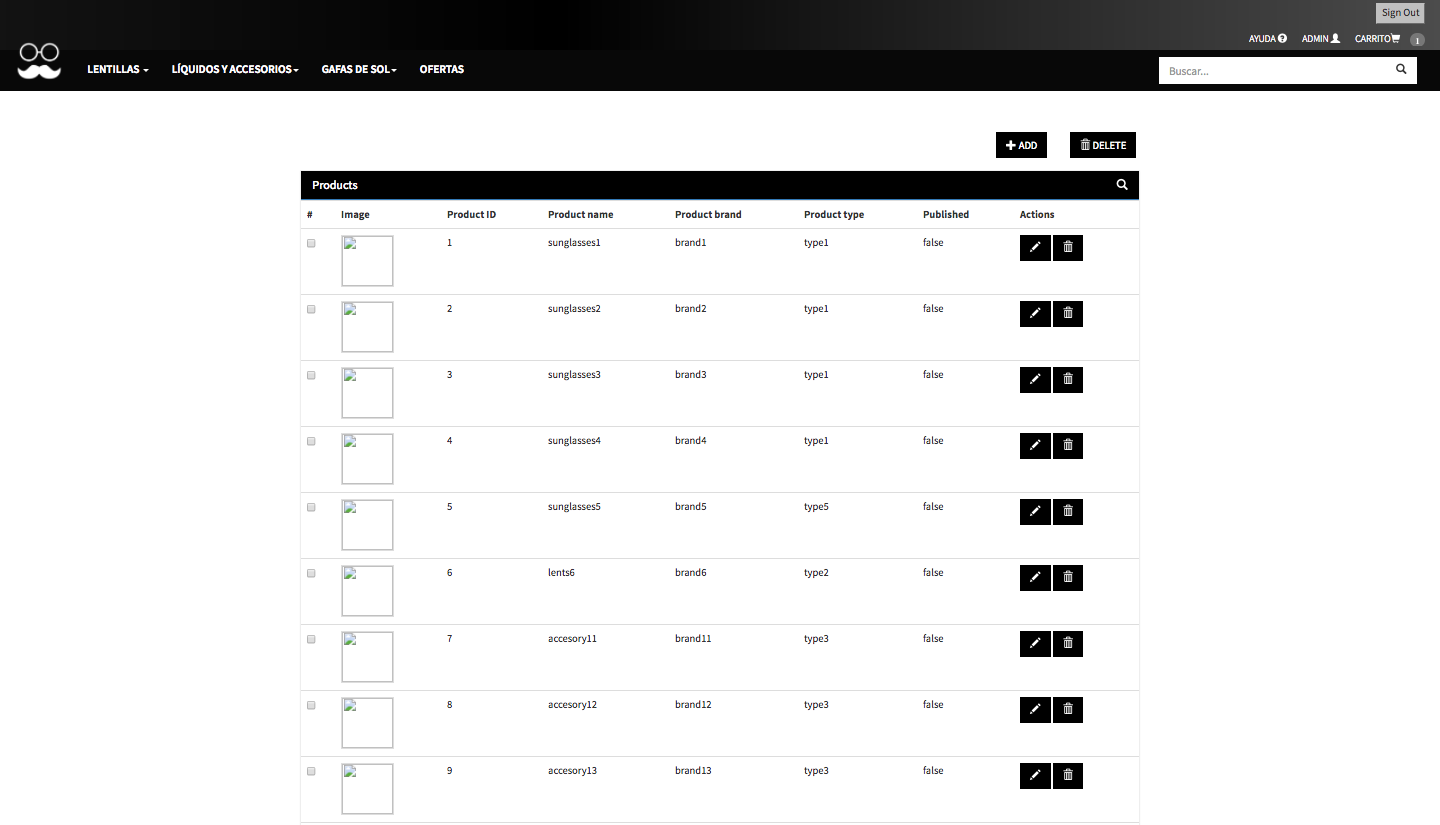 Sign Out
AYUDA ADMIN CARRITO 1
LENTILLAS LÍQUIDOS Y ACCESORIOS GAFAS DE SOL OFERTAS Buscar...
ADD DELETE
Products
# Image Product ID Product name Product brand Product type Published Actions
1 sunglasses1 brand1 type1 false
2 sunglasses2 brand2 type1 false
3 sunglasses3 brand3 type1 false
4 sunglasses4 brand4 type1 false
5 sunglasses5 brand5 type5 false
6 lents6 brand6 type2 false
7 accesory11 brand11 type3 false
8 accesory12 brand12 type3 false
9 accesory13 brand13 type3 false